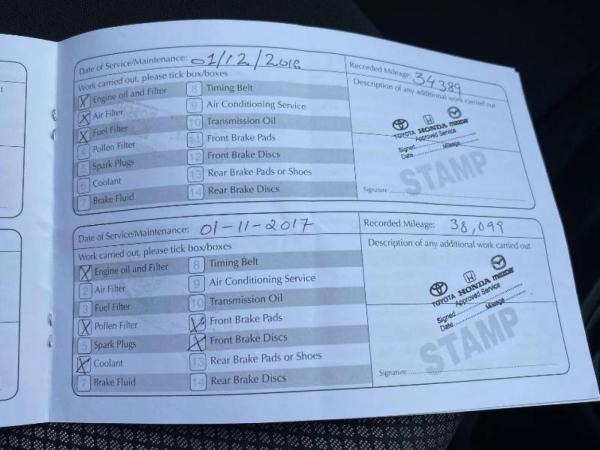 Date of Service/Maintenance: 01/12/2016
Recorded Mileage: 34389
Work carried out, please tick box/boxes
Description of any additional work carried out
X Engine oil and Filter
8 Timing Belt
X Air Filter
9 Air Conditioning Service
X Fuel Filter
10 Transmission Oil
4 Pollen Filter
11 Front Brake Pads
5 Spark Plugs
12 Front Brake Discs
6 Coolant
13 Rear Brake Pads or Shoes
7 Brake Fluid
14 Rear Brake Discs
TOYOTA HONDA mazda
Approved Service
Signed
Date Mileage
STAMP
Signature
Date of Service/Maintenance: 01-11-2017
Recorded Mileage: 38,099
Work carried out, please tick box/boxes
Description of any additional work carried out
X Engine oil and Filter
8 Timing Belt
2 Air Filter
9 Air Conditioning Service
3 Fuel Filter
10 Transmission Oil
X Pollen Filter
X Front Brake Pads
5 Spark Plugs
X Front Brake Discs
X Coolant
13 Rear Brake Pads or Shoes
7 Brake Fluid
14 Rear Brake Discs
TOYOTA HONDA mazda
Approved Service
Signed
Date Mileage
STAMP
Signature